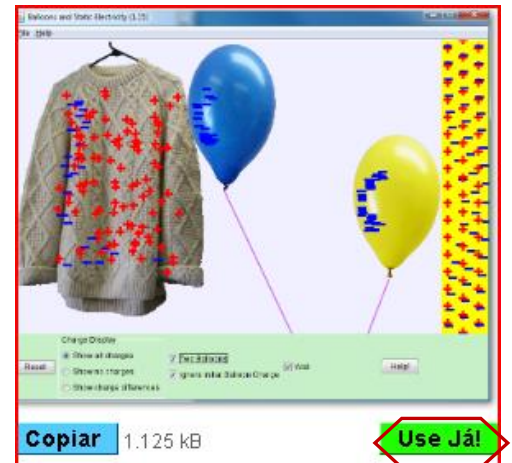 Balloons and Static Electricity (1.15)
File Help
Charge Display
Show all charges
Two Balloons
Wall
Reset
Show no charges
Ignore Initial Balloon Charge
Help!
Show charge differences
Copiar 1.125 kB Use Já!